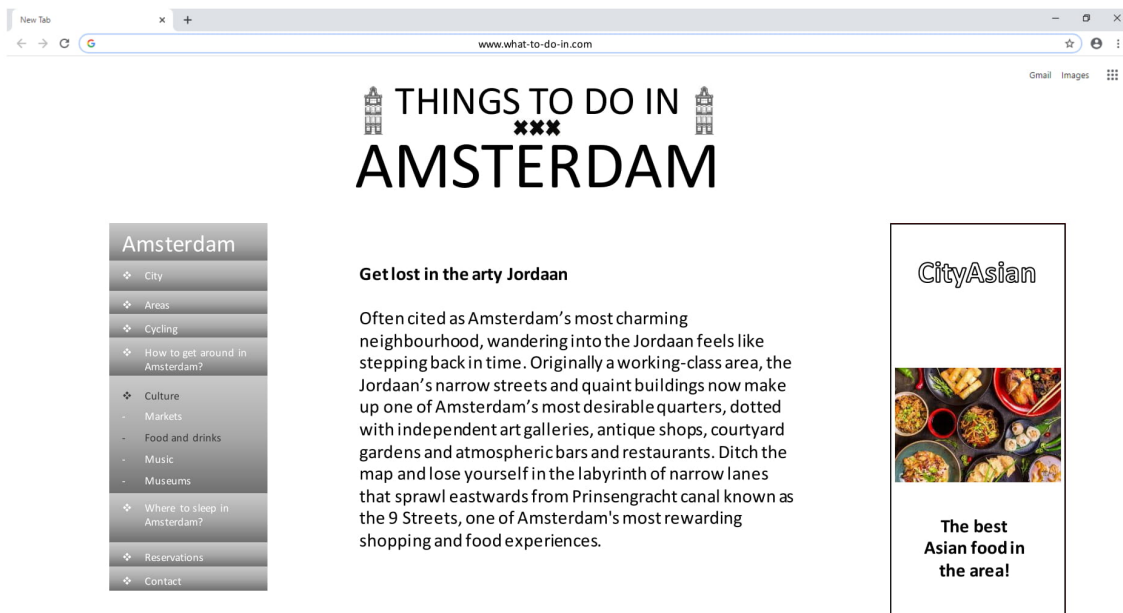 New Tab
www.what-to-do-in.com
Gmail Images
THINGS TO DO IN
AMSTERDAM
Amsterdam
City
Areas
Cycling
How to get around in
Amsterdam?
Culture
- Markets
- Food and drinks
- Music
- Museums
Where to sleep in
Amsterdam?
Reservations
Contact
Get lost in the arty Jordaan
Often cited as Amsterdam’s most charming
neighbourhood, wandering into the Jordaan feels like
stepping back in time. Originally a working-class area, the
Jordaan’s narrow streets and quaint buildings now make
up one of Amsterdam’s most desirable quarters, dotted
with independent art galleries, antique shops, courtyard
gardens and atmospheric bars and restaurants. Ditch the
map and lose yourself in the labyrinth of narrow lanes
that sprawl eastwards from Prinsengracht canal known as
the 9 Streets, one of Amsterdam's most rewarding
shopping and food experiences.
CityAsian
The best
Asian food in
the area!